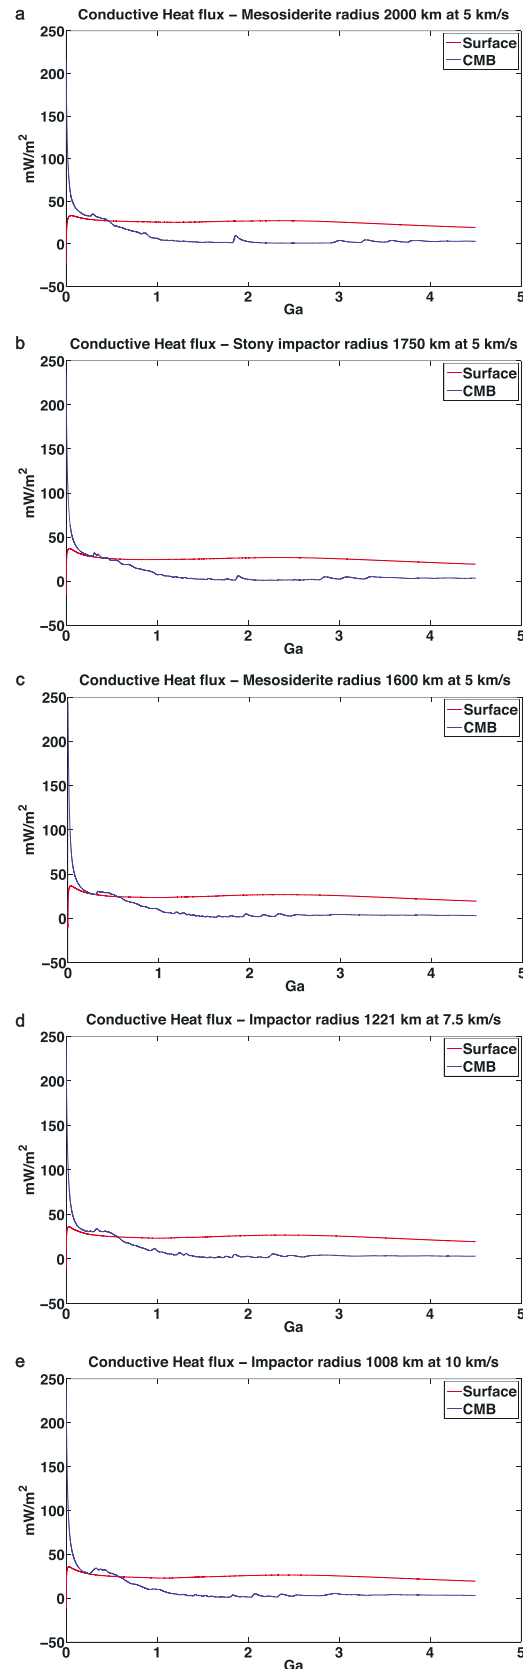 a
Conductive Heat flux – Mesosiderite radius 2000 km at 5 km/s
250
200
150
100
50
0
−50
mW/m2
Surface
CMB
0 1 2 3 4 5
Ga
b
Conductive Heat flux – Stony impactor radius 1750 km at 5 km/s
250
200
150
100
50
0
−50
mW/m2
Surface
CMB
0 1 2 3 4 5
Ga
c
Conductive Heat flux – Mesosiderite radius 1600 km at 5 km/s
250
200
150
100
50
0
−50
mW/m2
Surface
CMB
0 1 2 3 4 5
Ga
d
Conductive Heat flux – Impactor radius 1221 km at 7.5 km/s
250
200
150
100
50
0
−50
mW/m2
Surface
CMB
0 1 2 3 4 5
Ga
e
Conductive Heat flux – Impactor radius 1008 km at 10 km/s
250
200
150
100
50
0
−50
mW/m2
Surface
CMB
0 1 2 3 4 5
Ga